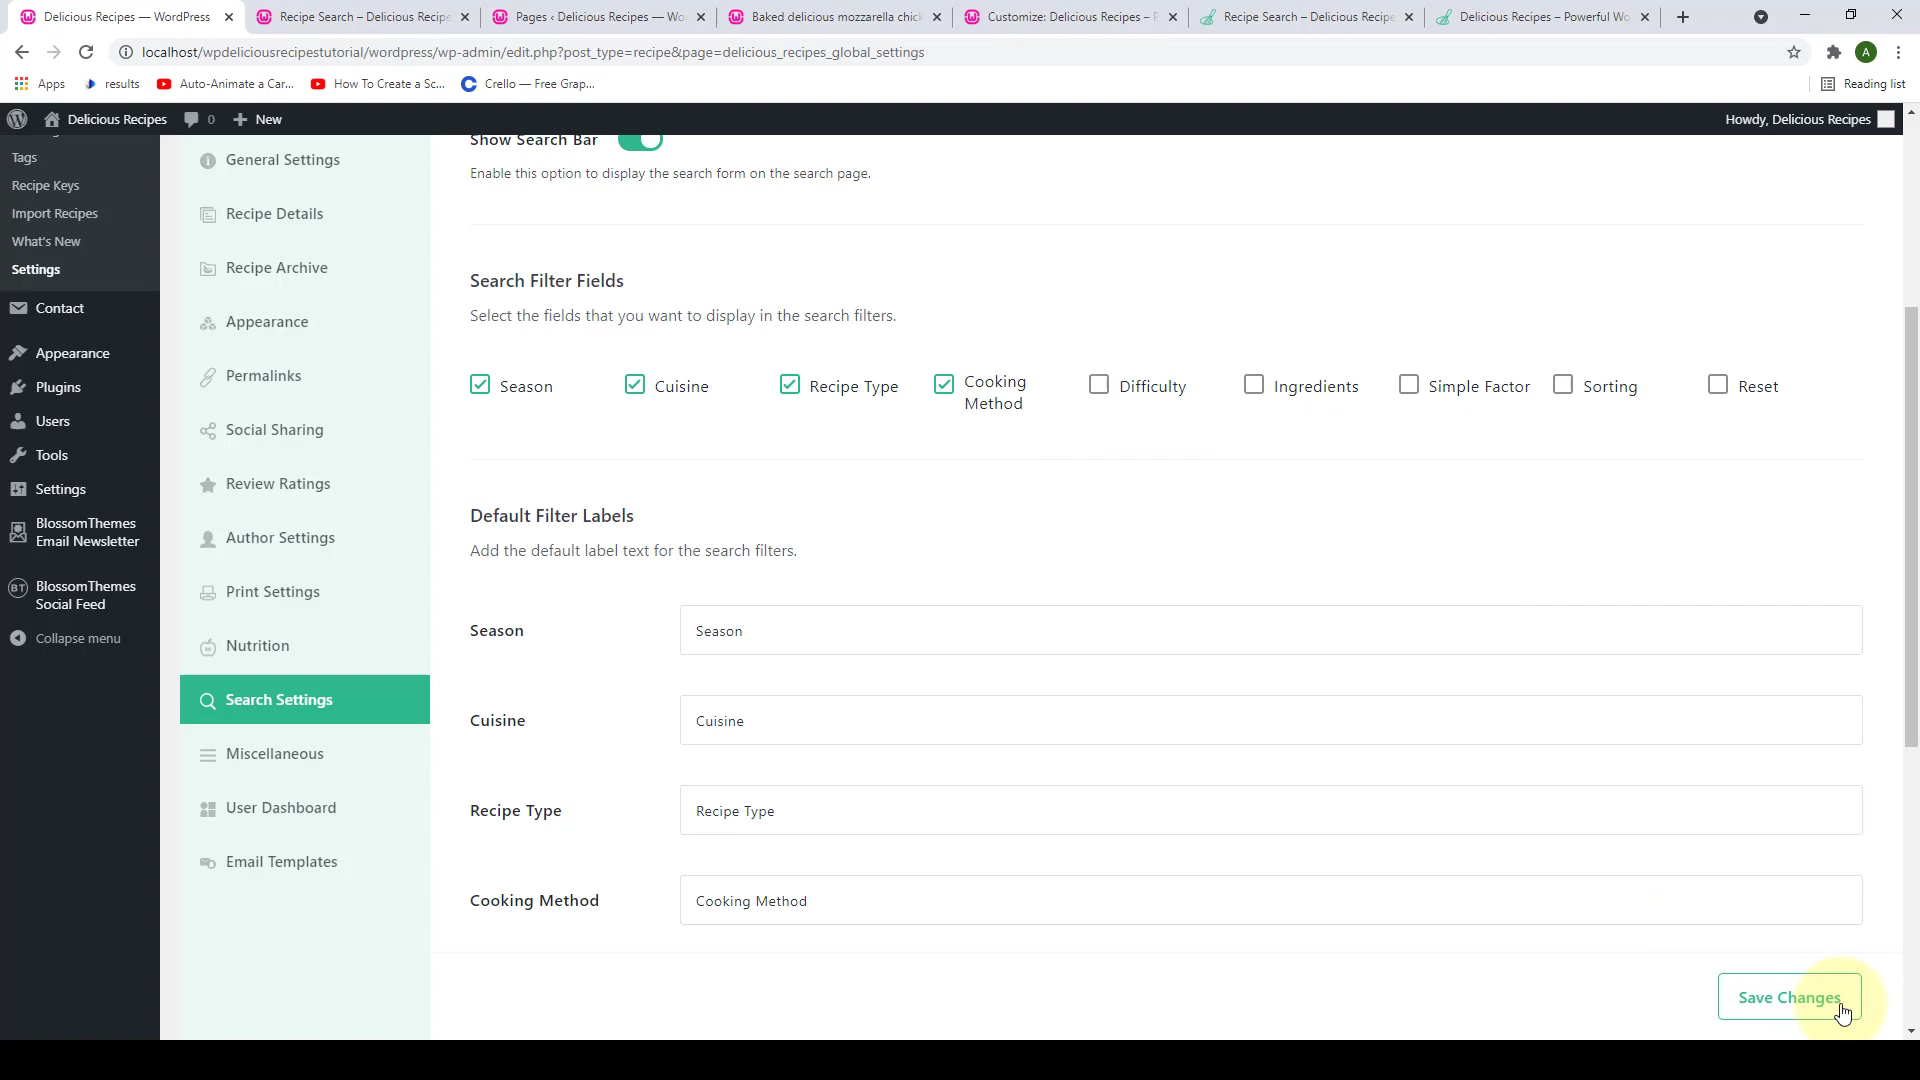 Delicious Recipes — WordPress
Recipe Search – Delicious Recipe
Pages ‹ Delicious Recipes — Wo
Baked delicious mozzarella chick
Customize: Delicious Recipes – P
Recipe Search – Delicious Recipe
Delicious Recipes – Powerful Wo
localhost/wpdeliciousrecipestutorial/wordpress/wp-admin/edit.php?post_type=recipe&page=delicious_recipes_global_settings
A
Apps
results
Auto-Animate a Car...
How To Create a Sc...
Crello — Free Grap...
Reading list
Delicious Recipes
0
New
Howdy, Delicious Recipes
Tags
Recipe Keys
Import Recipes
What's New
Settings
Contact
Appearance
Plugins
Users
Tools
Settings
BlossomThemes
Email Newsletter
BT
BlossomThemes
Social Feed
Collapse menu
General Settings
Recipe Details
Recipe Archive
Appearance
Permalinks
Social Sharing
Review Ratings
Author Settings
Print Settings
Nutrition
Search Settings
Miscellaneous
User Dashboard
Email Templates
Show Search Bar
Enable this option to display the search form on the search page.
Search Filter Fields
Select the fields that you want to display in the search filters.
Season
Cuisine
Recipe Type
Cooking
Method
Difficulty
Ingredients
Simple Factor
Sorting
Reset
Default Filter Labels
Add the default label text for the search filters.
Season
Season
Cuisine
Cuisine
Recipe Type
Recipe Type
Cooking Method
Cooking Method
Save Changes